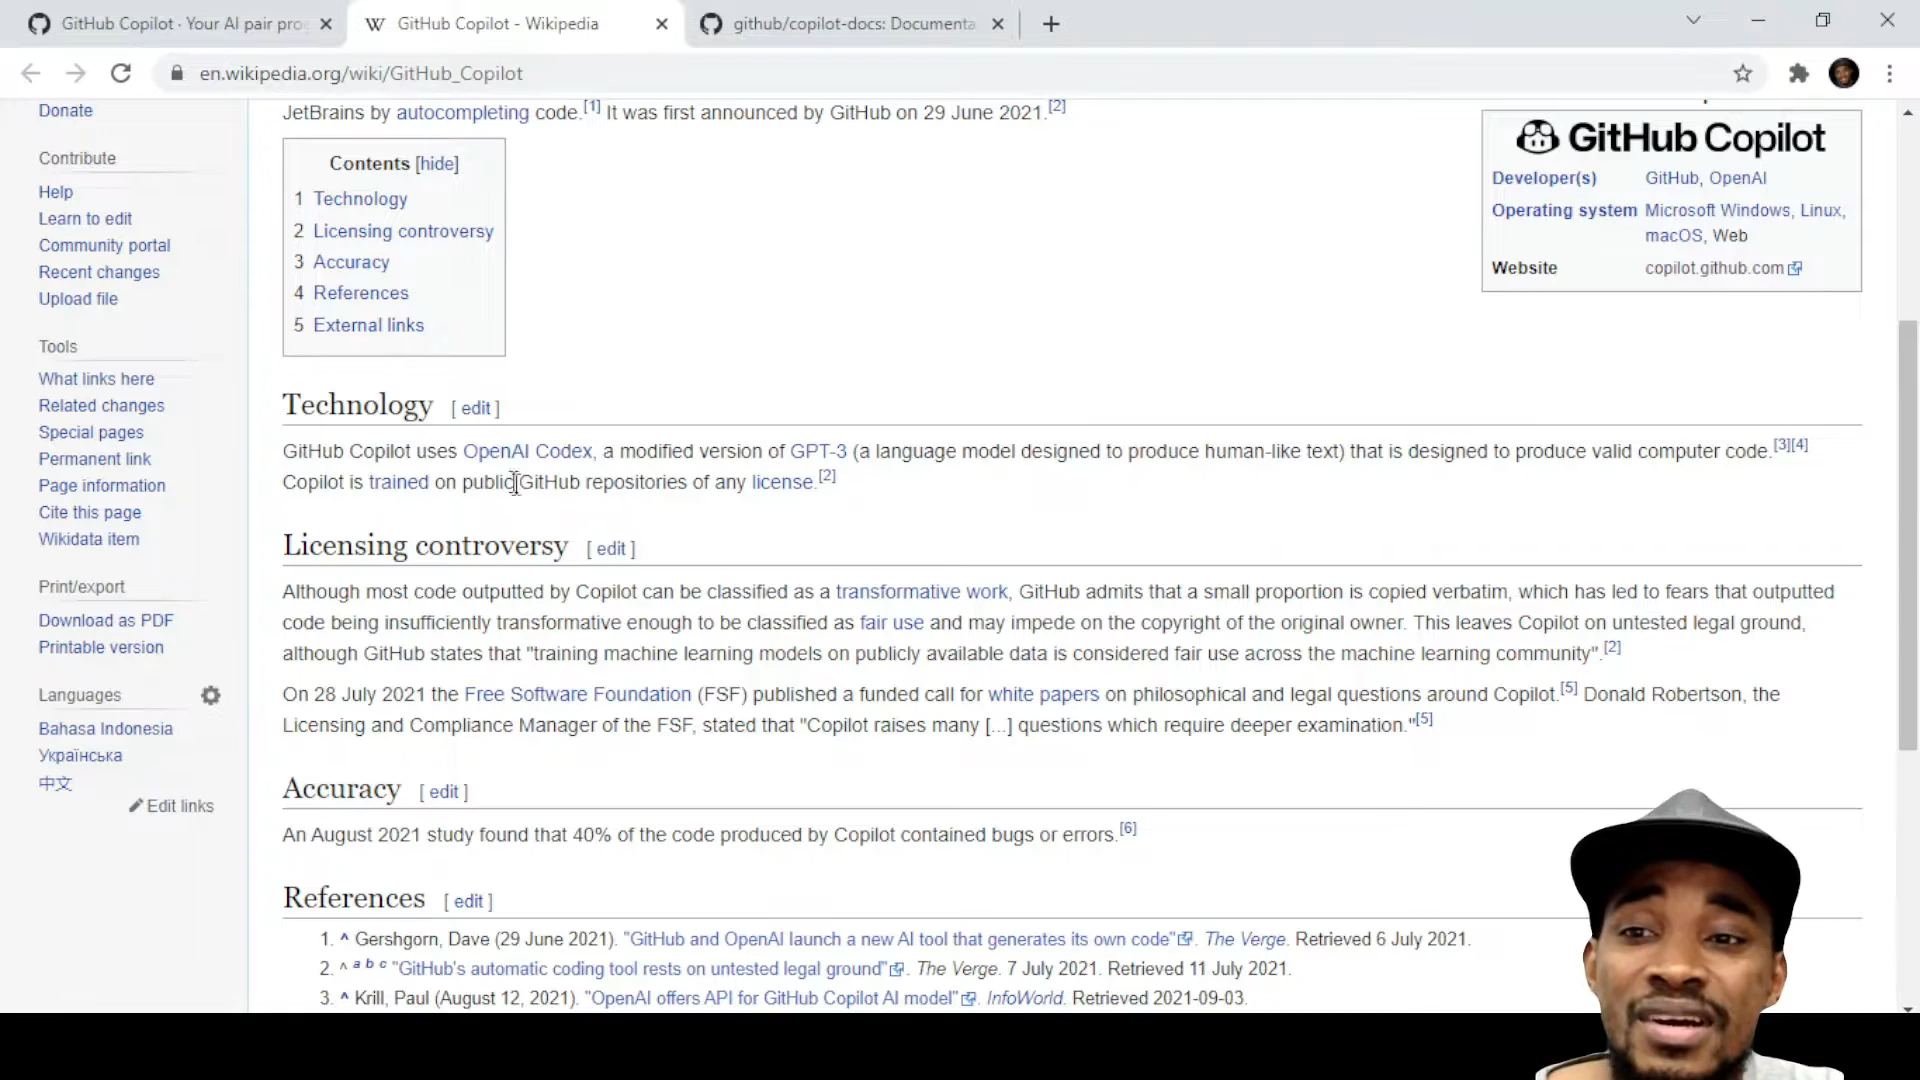 GitHub Copilot · Your AI pair pro
GitHub Copilot - Wikipedia
github/copilot-docs: Documenta
en.wikipedia.org/wiki/GitHub_Copilot
Donate
Contribute
Help
Learn to edit
Community portal
Recent changes
Upload file
Tools
What links here
Related changes
Special pages
Permanent link
Page information
Cite this page
Wikidata item
Print/export
Download as PDF
Printable version
Languages
Bahasa Indonesia
Українська
中文
Edit links
JetBrains by autocompleting code.[1] It was first announced by GitHub on 29 June 2021.[2]
Contents [hide]
1 Technology
2 Licensing controversy
3 Accuracy
4 References
5 External links
GitHub Copilot
Developer(s) GitHub, OpenAI
Operating system Microsoft Windows, Linux,
macOS, Web
Website copilot.github.com
Technology [ edit ]
GitHub Copilot uses OpenAI Codex, a modified version of GPT-3 (a language model designed to produce human-like text) that is designed to produce valid computer code.[3][4]
Copilot is trained on public GitHub repositories of any license.[2]
Licensing controversy [ edit ]
Although most code outputted by Copilot can be classified as a transformative work, GitHub admits that a small proportion is copied verbatim, which has led to fears that outputted
code being insufficiently transformative enough to be classified as fair use and may impede on the copyright of the original owner. This leaves Copilot on untested legal ground,
although GitHub states that "training machine learning models on publicly available data is considered fair use across the machine learning community".[2]
On 28 July 2021 the Free Software Foundation (FSF) published a funded call for white papers on philosophical and legal questions around Copilot.[5] Donald Robertson, the
Licensing and Compliance Manager of the FSF, stated that "Copilot raises many [...] questions which require deeper examination."[5]
Accuracy [ edit ]
An August 2021 study found that 40% of the code produced by Copilot contained bugs or errors.[6]
References [ edit ]
1. ^ Gershgorn, Dave (29 June 2021). "GitHub and OpenAI launch a new AI tool that generates its own code". The Verge. Retrieved 6 July 2021.
2. ^ a b c "GitHub's automatic coding tool rests on untested legal ground". The Verge. 7 July 2021. Retrieved 11 July 2021.
3. ^ Krill, Paul (August 12, 2021). "OpenAI offers API for GitHub Copilot AI model". InfoWorld. Retrieved 2021-09-03.